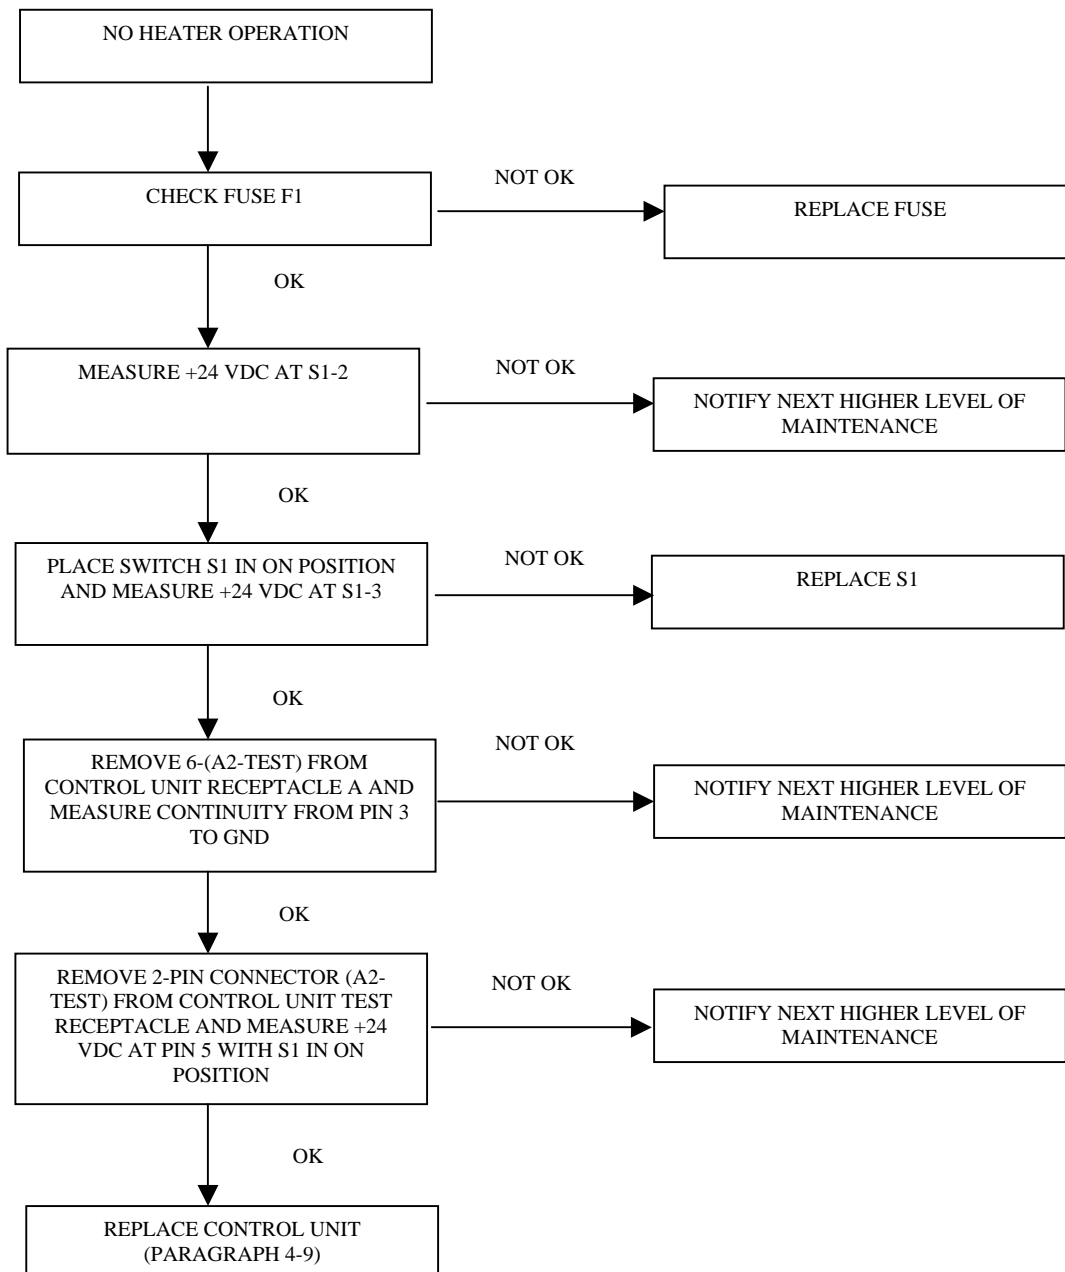 NO HEATER OPERATION
CHECK FUSE F1
NOT OK
REPLACE FUSE
OK
MEASURE +24 VDC AT S1-2
NOT OK
NOTIFY NEXT HIGHER LEVEL OF
MAINTENANCE
OK
PLACE SWITCH S1 IN ON POSITION
AND MEASURE +24 VDC AT S1-3
NOT OK
REPLACE S1
OK
REMOVE 6-(A2-TEST) FROM
CONTROL UNIT RECEPTACLE A AND
MEASURE CONTINUITY FROM PIN 3
TO GND
NOT OK
NOTIFY NEXT HIGHER LEVEL OF
MAINTENANCE
OK
REMOVE 2-PIN CONNECTOR (A2-
TEST) FROM CONTROL UNIT TEST
RECEPTACLE AND MEASURE +24
VDC AT PIN 5 WITH S1 IN ON
POSITION
NOT OK
NOTIFY NEXT HIGHER LEVEL OF
MAINTENANCE
OK
REPLACE CONTROL UNIT
(PARAGRAPH 4-9)